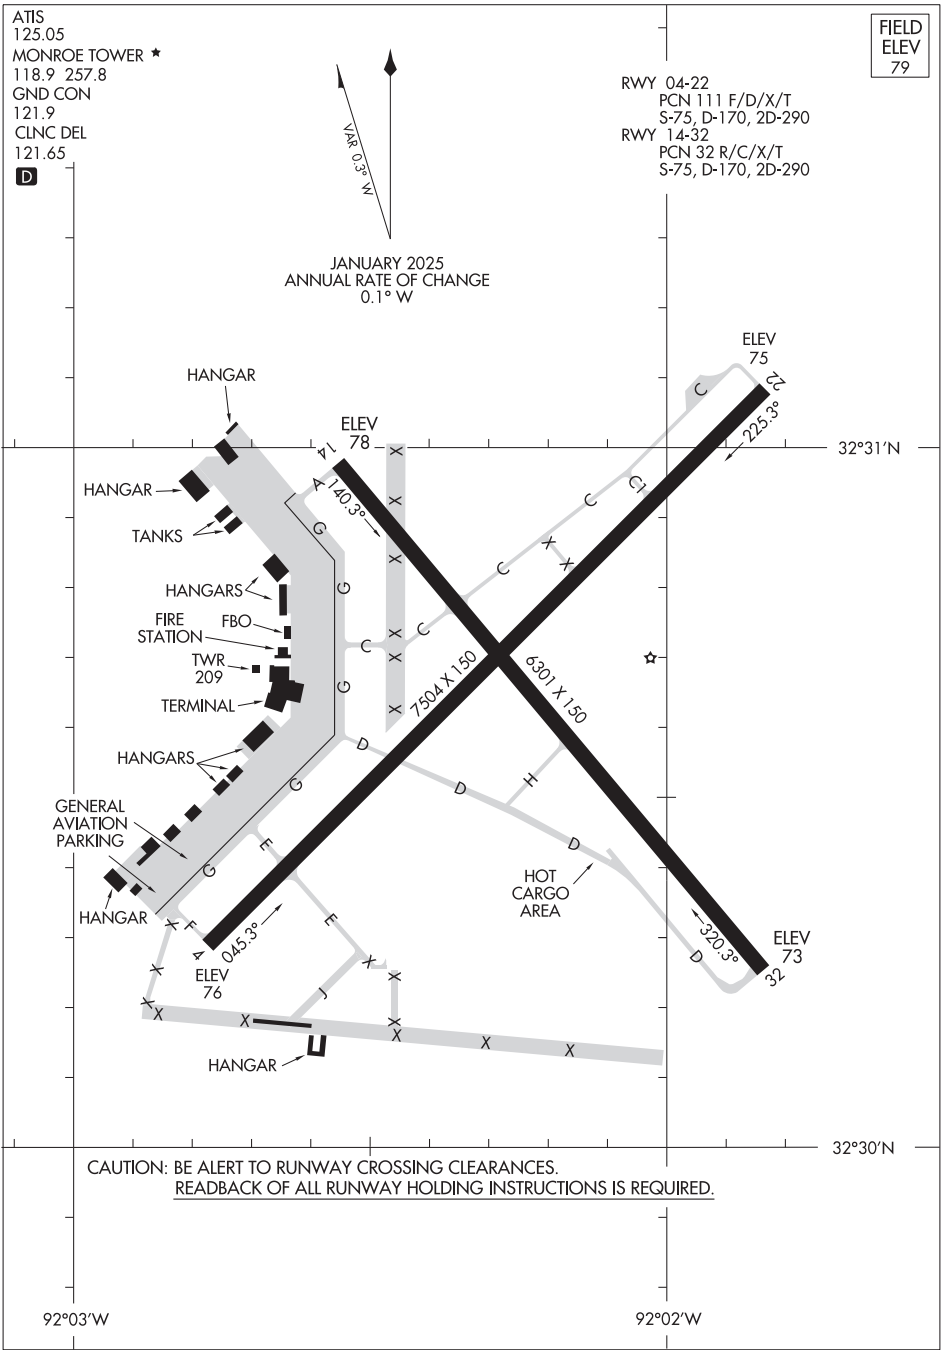 ATIS
125.05
MONROE TOWER
118.9 257.8
GND CON
121.9
CLNC DEL
121.65
D
FIELD
ELEV
79
RWY 04-22
PCN 111 F/D/X/T
S-75, D-170, 2D-290
RWY 14-32
PCN 32 R/C/X/T
S-75, D-170, 2D-290
VAR 0.3° W
JANUARY 2025
ANNUAL RATE OF CHANGE
0.1° W
ELEV
75
22
225.3°
HANGAR
C
ELEV
78
14
32°31'N
X
A
140.3°
HANGAR
C1
X
C
G
TANKS
X
X
X
C
HANGARS
G
FBO
FIRE
STATION
X
C
C
X
TWR
209
G
7504 X 150
6301 X 150
TERMINAL
X
D
HANGARS
G
D
H
GENERAL
AVIATION
PARKING
E
D
G
HOT
CARGO
AREA
HANGAR
X
F
E
045.3°
4
320.3°
D
ELEV
73
32
X
X
ELEV
76
X
J
X
X
X
X
X
X
X
X
HANGAR
32°30'N
CAUTION: BE ALERT TO RUNWAY CROSSING CLEARANCES.
READBACK OF ALL RUNWAY HOLDING INSTRUCTIONS IS REQUIRED.
92°03'W
92°02'W